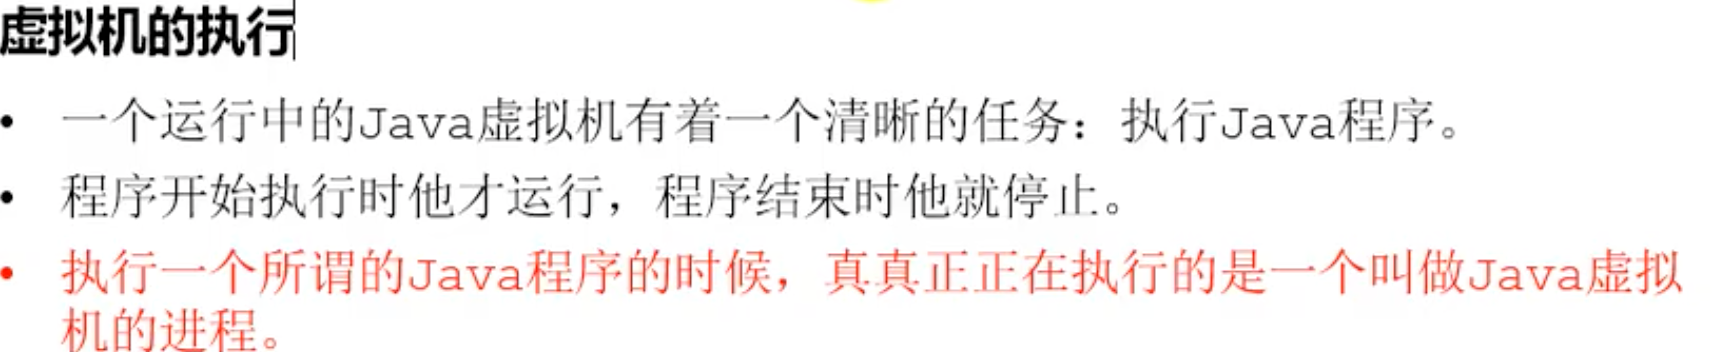 虚拟机的执行
• 一个运行中的Java虚拟机有着一个清晰的任务：执行Java程序。
• 程序开始执行时他才运行，程序结束时他就停止。
• 执行一个所谓的Java程序的时候，真真正正在执行的是一个叫做Java虚拟
机的进程。